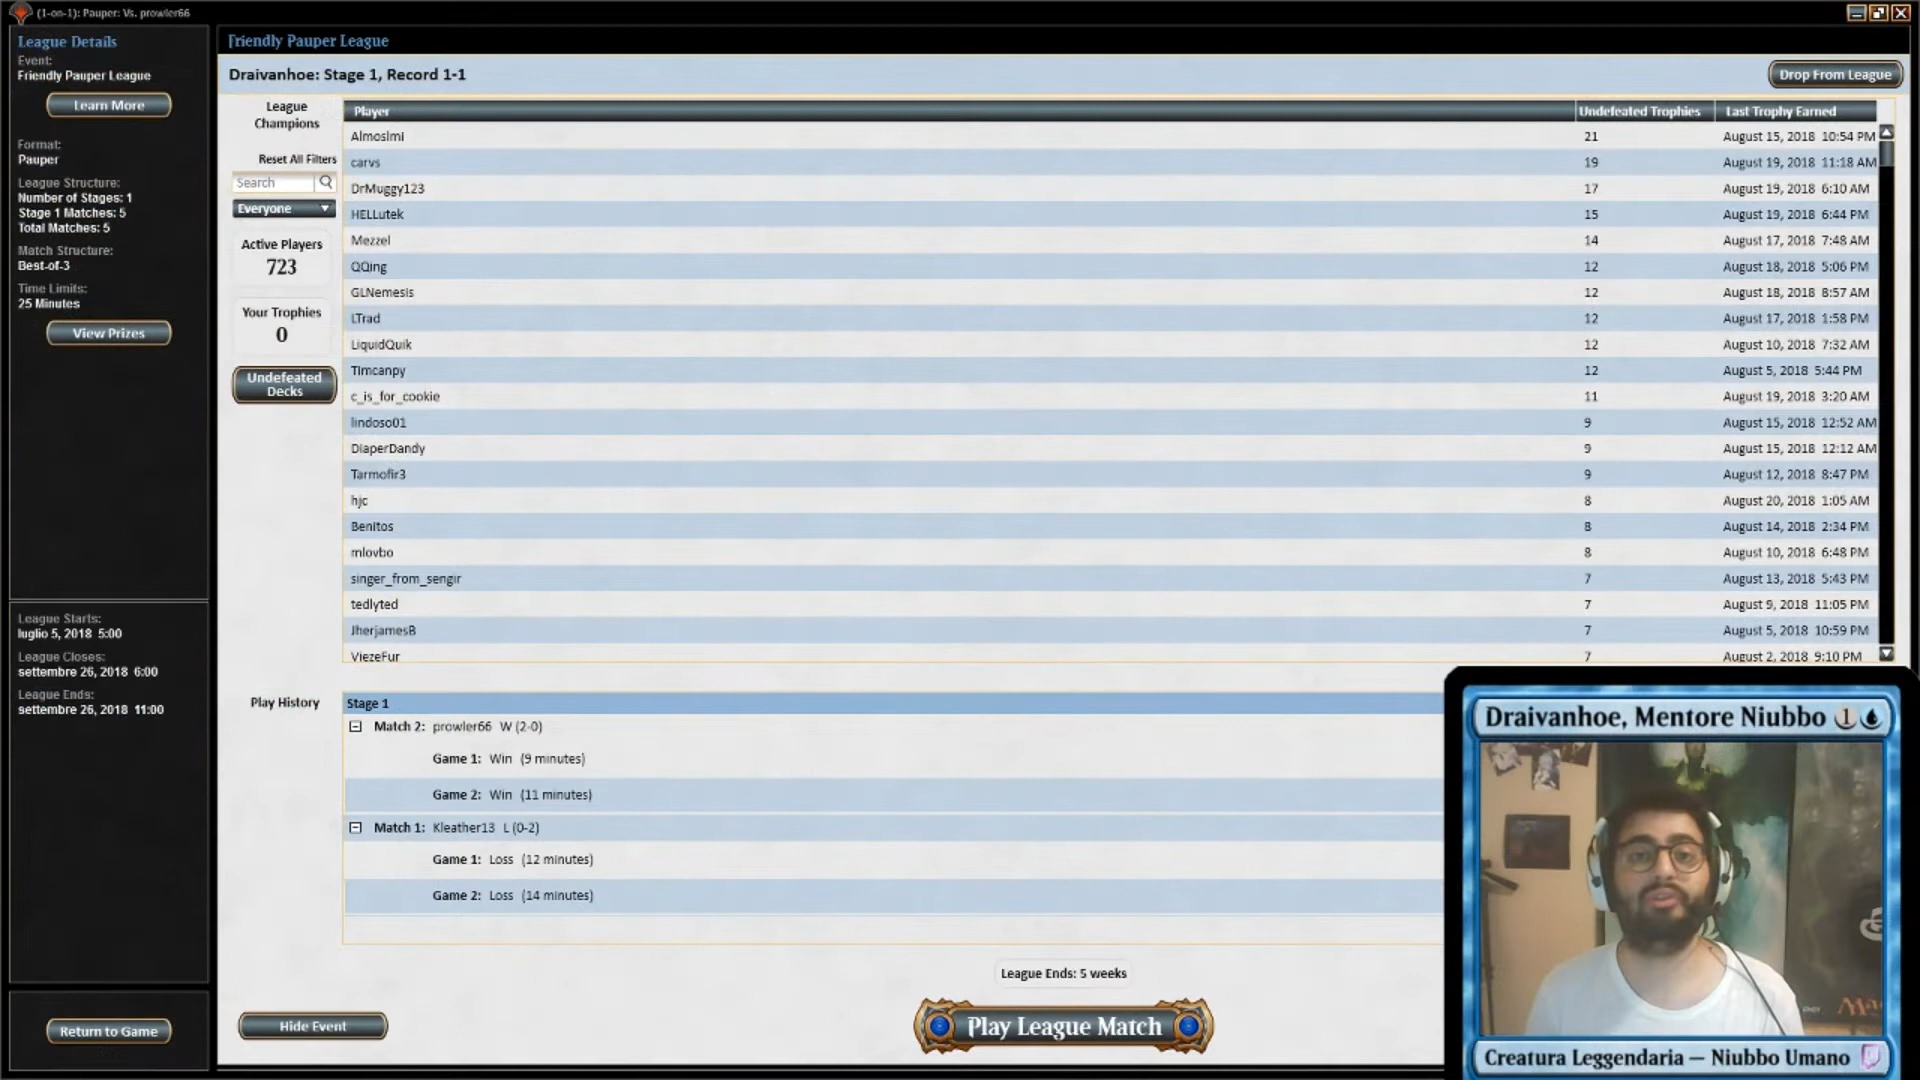 (1-on-1): Pauper: Vs. prowler66
League Details
Event:
Friendly Pauper League
Learn More
Format:
Pauper
League Structure:
Number of Stages: 1
Stage 1 Matches: 5
Total Matches: 5
Match Structure:
Best-of-3
Time Limits:
25 Minutes
View Prizes
League Starts:
luglio 5, 2018 5:00
League Closes:
settembre 26, 2018 6:00
League Ends:
settembre 26, 2018 11:00
Return to Game
Friendly Pauper League
Draivanhoe: Stage 1, Record 1-1
Drop From League
League
Champions
Reset All Filters
Search
Everyone
Active Players
723
Your Trophies
0
Undefeated
Decks
Player Undefeated Trophies Last Trophy Earned
AlmosImi 21 August 15, 2018 10:54 PM
carvs 19 August 19, 2018 11:18 AM
DrMuggy123 17 August 19, 2018 6:10 AM
HELLutek 15 August 19, 2018 6:44 PM
Mezzel 14 August 17, 2018 7:48 AM
QQing 12 August 18, 2018 5:06 PM
GLNemesis 12 August 18, 2018 8:57 AM
LTrad 12 August 17, 2018 1:58 PM
LiquidQuik 12 August 10, 2018 7:32 AM
Timcanpy 12 August 5, 2018 5:44 PM
c_is_for_cookie 11 August 19, 2018 3:20 AM
lindoso01 9 August 15, 2018 12:52 AM
DiaperDandy 9 August 15, 2018 12:12 AM
Tarmofir3 9 August 12, 2018 8:47 PM
hjc 8 August 20, 2018 1:05 AM
Benitos 8 August 14, 2018 2:34 PM
mlovbo 8 August 10, 2018 6:48 PM
singer_from_sengir 7 August 13, 2018 5:43 PM
tedlyted 7 August 9, 2018 11:05 PM
JherjamesB 7 August 5, 2018 10:59 PM
ViezeFur 7 August 2, 2018 9:10 PM
Play History
Stage 1
Match 2: prowler66 W (2-0)
Game 1: Win (9 minutes)
Game 2: Win (11 minutes)
Match 1: Kleather13 L (0-2)
Game 1: Loss (12 minutes)
Game 2: Loss (14 minutes)
League Ends: 5 weeks
Hide Event
Play League Match
Draivanhoe, Mentore Niubbo 1
Creatura Leggendaria — Niubbo Umano